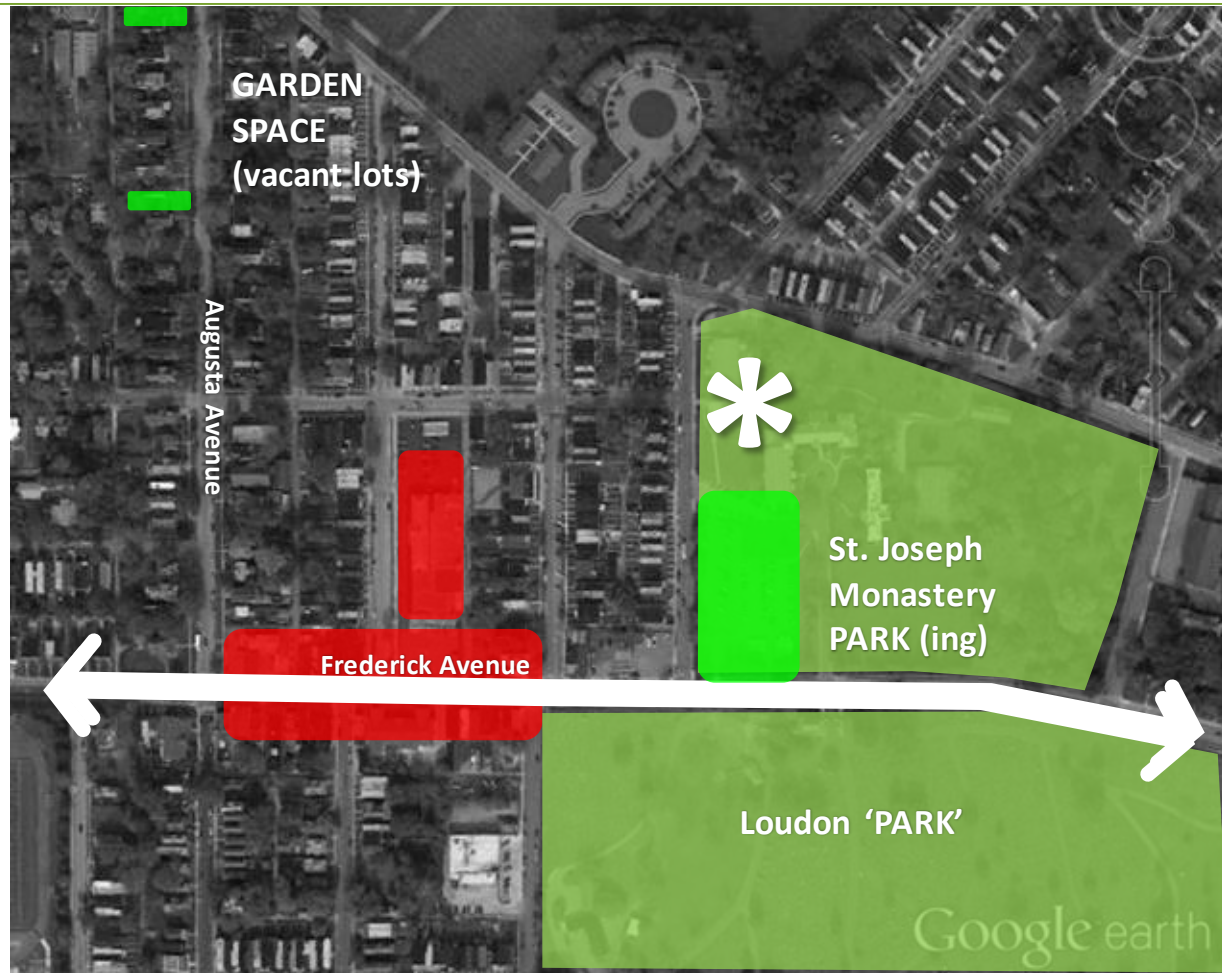 GARDEN
SPACE
(vacant lots)
Augusta Avenue
St. Joseph
Monastery
PARK (ing)
Frederick Avenue
Loudon ‘PARK’
Google earth